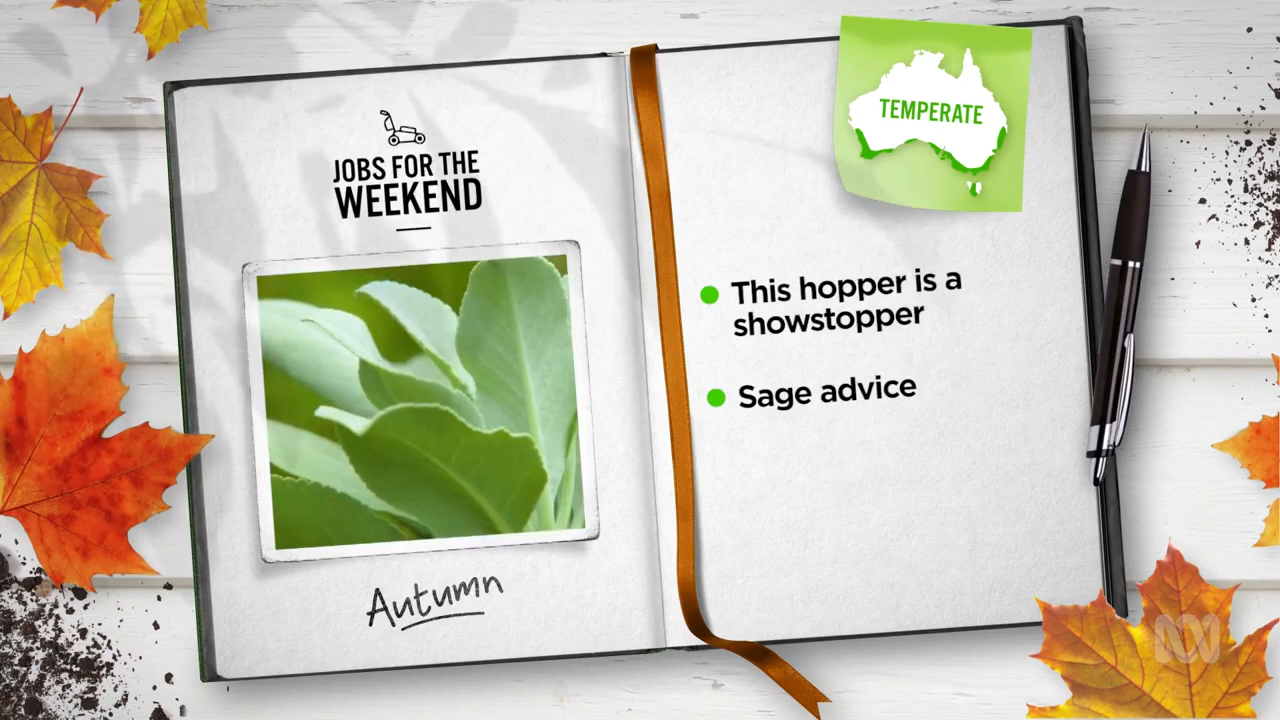 JOBS FOR THE
WEEKEND
Autumn
TEMPERATE
This hopper is a
showstopper
Sage advice